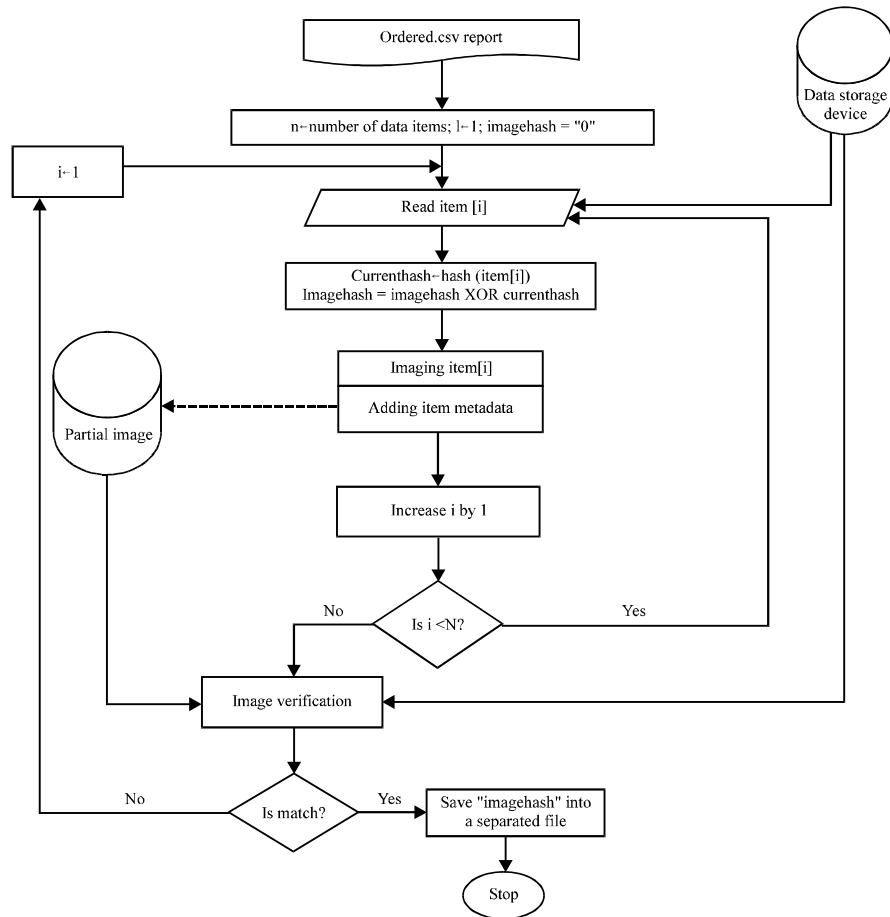 Ordered.csv report
Data storage
device
n←number of data items; l←1; imagehash = "0"
i←1
Read item [i]
Currenthash←hash (item[i])
Imagehash = imagehash XOR currenthash
Imaging item[i]
Adding item metadata
Partial image
Increase i by 1
No
Is i <N?
Yes
Image verification
No
Is match?
Yes
Save "imagehash" into
a separated file
Stop